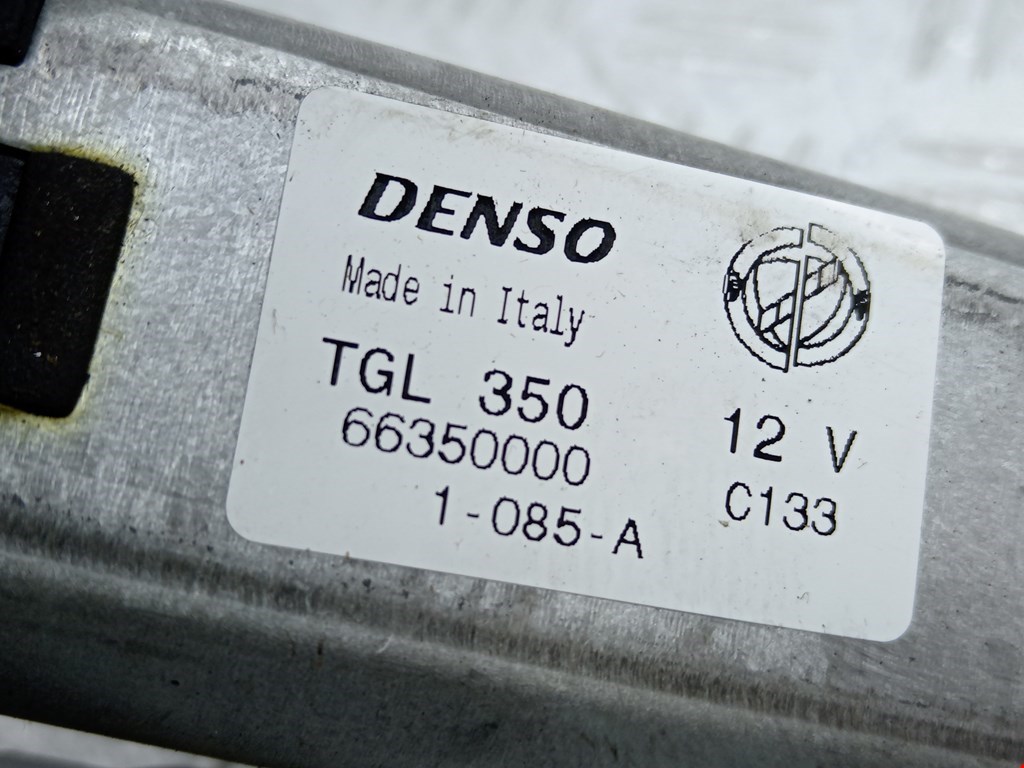 DENSO
Made in Italy
TGL 350
66350000
1-085-A
12 V
C133